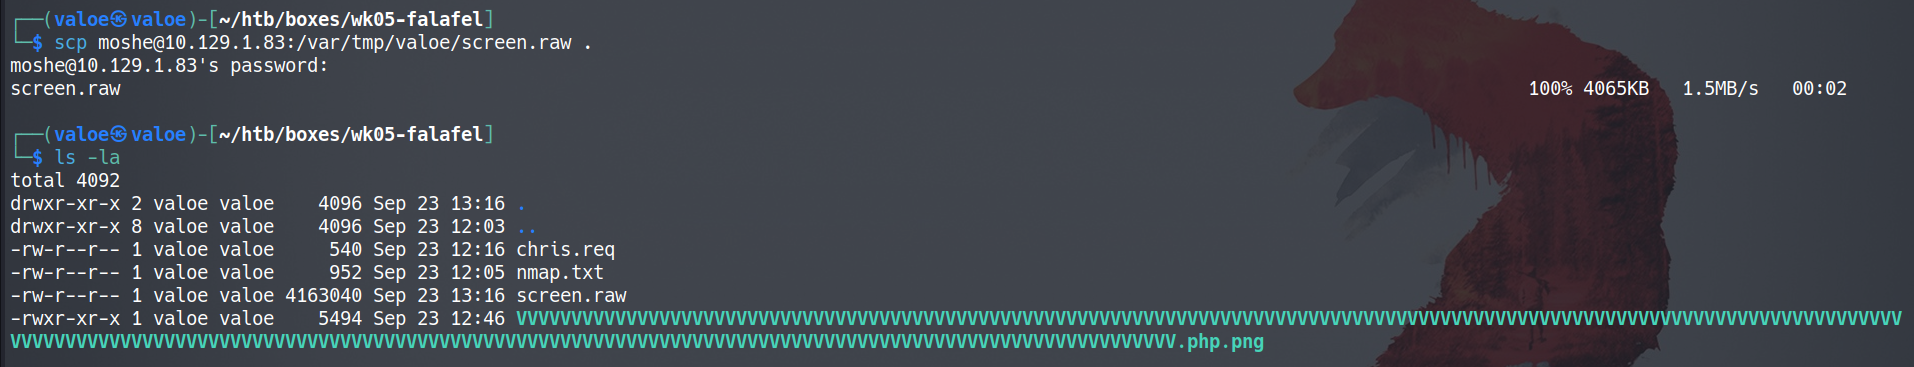 ┌──(valoe㉿valoe)-[~/htb/boxes/wk05-falafel]
└─$ scp moshe@10.129.1.83:/var/tmp/valoe/screen.raw .
moshe@10.129.1.83's password:
screen.raw 100% 4065KB 1.5MB/s 00:02
┌──(valoe㉿valoe)-[~/htb/boxes/wk05-falafel]
└─$ ls -la
total 4092
drwxr-xr-x 2 valoe valoe    4096 Sep 23 13:16 .
drwxr-xr-x 8 valoe valoe    4096 Sep 23 12:03 ..
-rw-r--r-- 1 valoe valoe     540 Sep 23 12:16 chris.req
-rw-r--r-- 1 valoe valoe     952 Sep 23 12:05 nmap.txt
-rw-r--r-- 1 valoe valoe 4163040 Sep 23 13:16 screen.raw
-rwxr-xr-x 1 valoe valoe    5494 Sep 23 12:46 VVVVVVVVVVVVVVVVVVVVVVVVVVVVVVVVVVVVVVVVVVVVVVVVVVVVVVVVVVVVVVVVVVVVVVVVVVVVVVVVVVVVVVVVVVVVVVVVVVVVVVVVVVVVVVVVVVVVVVVVVVVVVV
VVVVVVVVVVVVVVVVVVVVVVVVVVVVVVVVVVVVVVVVVVVVVVVVVVVVVVVVVVVVVVVVVVVVVVVVVVVVVVVVVVVVVVVVVVVVVVVVVVVVVVVVVV.php.png